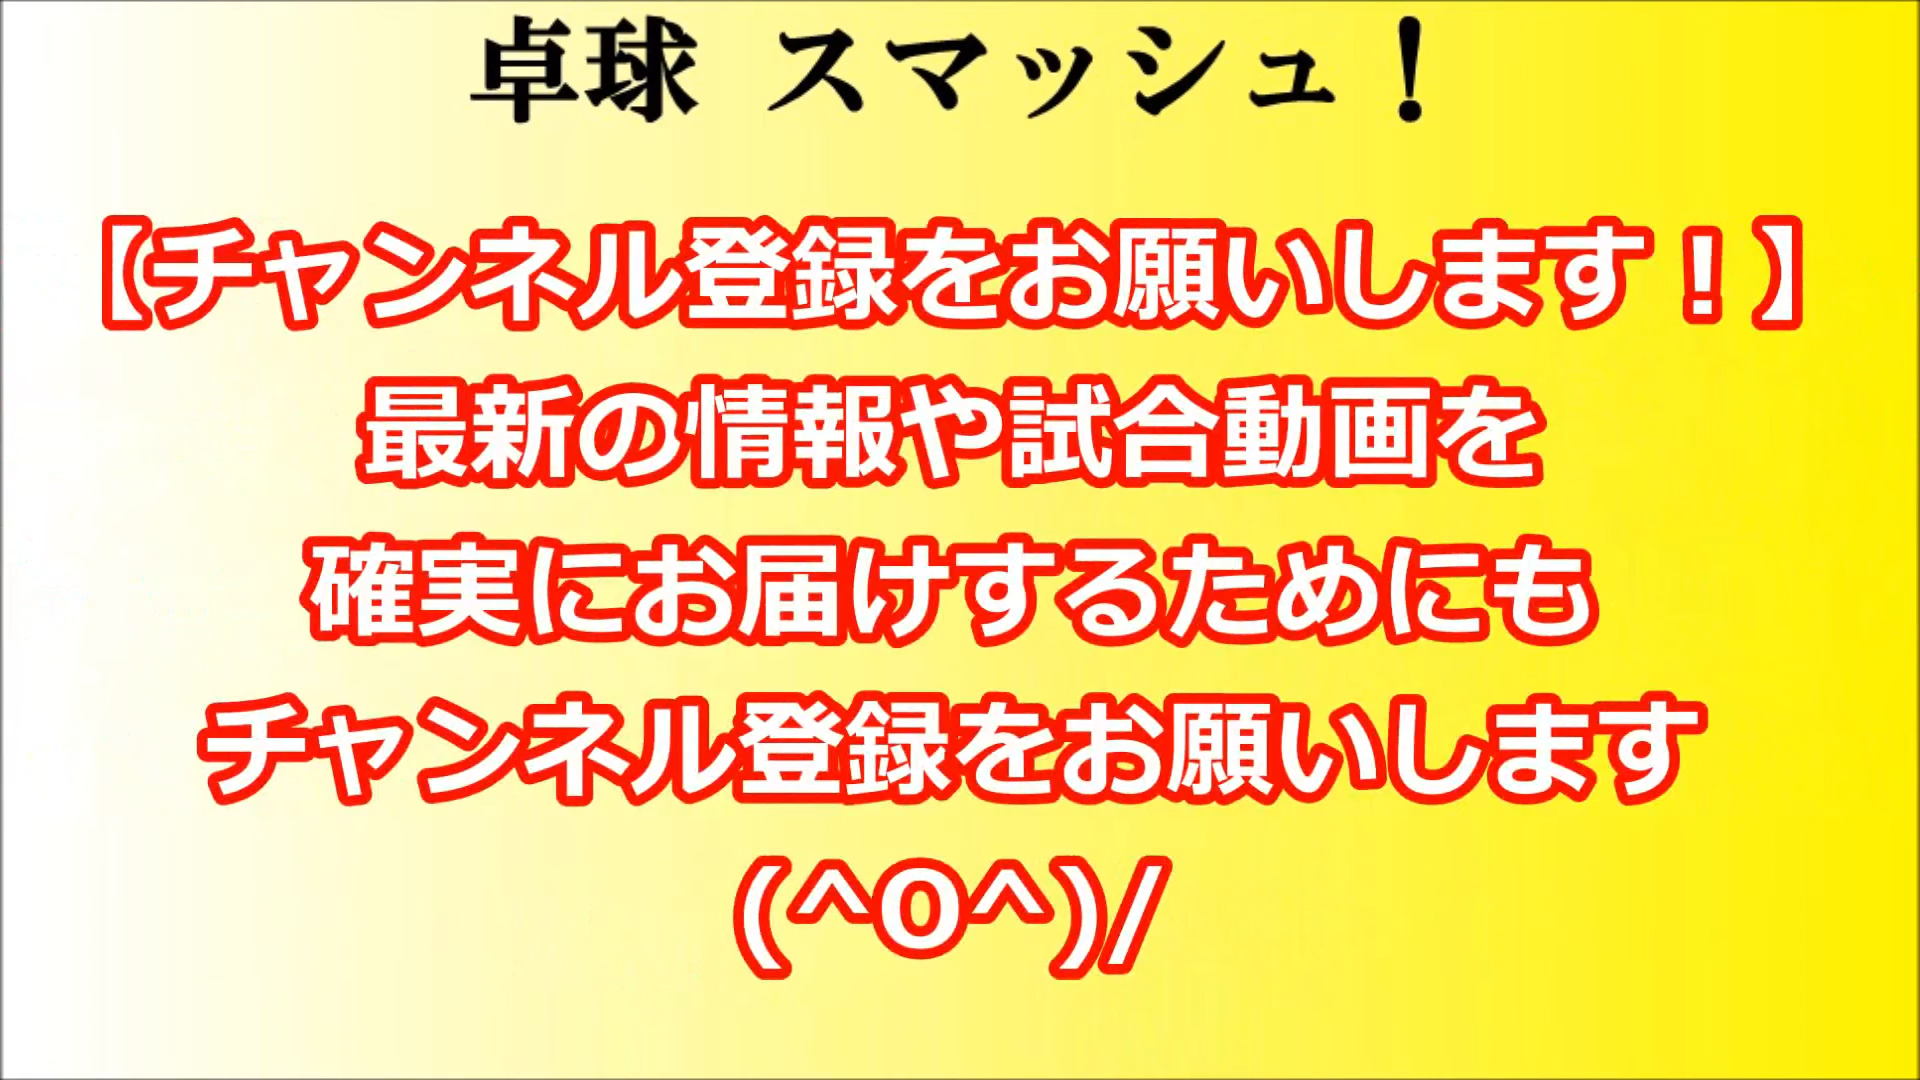 卓球 スマッシュ！
【チャンネル登録をお願いします！】
最新の情報や試合動画を
確実にお届けするためにも
チャンネル登録をお願いします
(^O^)/